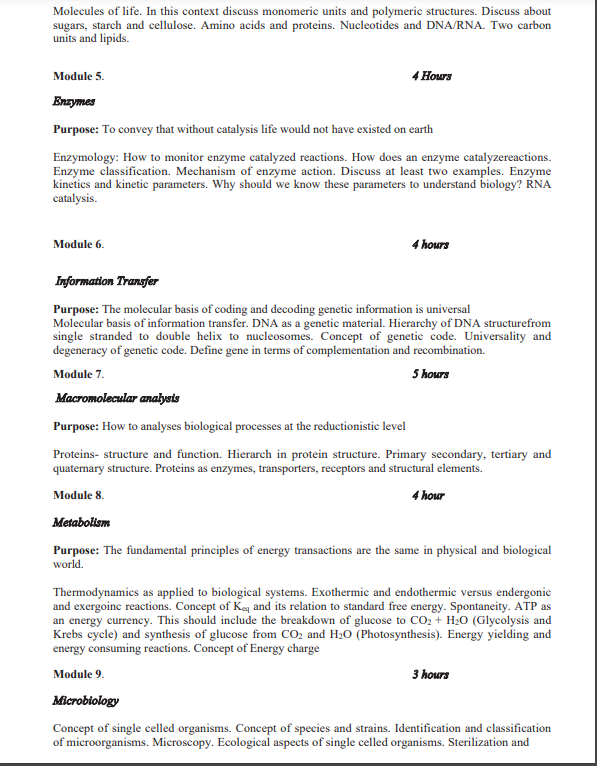 Molecules of life. In this context discuss monomeric units and polymeric structures. Discuss about
sugars, starch and cellulose. Amino acids and proteins. Nucleotides and DNA/RNA. Two carbon
units and lipids.
Module 5. 4 Hours
Enzymes
Purpose: To convey that without catalysis life would not have existed on earth
Enzymology: How to monitor enzyme catalyzed reactions. How does an enzyme catalyzereactions.
Enzyme classification. Mechanism of enzyme action. Discuss at least two examples. Enzyme
kinetics and kinetic parameters. Why should we know these parameters to understand biology? RNA
catalysis.
Module 6. 4 hours
Information Transfer
Purpose: The molecular basis of coding and decoding genetic information is universal
Molecular basis of information transfer. DNA as a genetic material. Hierarchy of DNA structurefrom
single stranded to double helix to nucleosomes. Concept of genetic code. Universality and
degeneracy of genetic code. Define gene in terms of complementation and recombination.
Module 7. 5 hours
Macromolecular analysis
Purpose: How to analyses biological processes at the reductionistic level
Proteins- structure and function. Hierarch in protein structure. Primary secondary, tertiary and
quaternary structure. Proteins as enzymes, transporters, receptors and structural elements.
Module 8. 4 hour
Metabolism
Purpose: The fundamental principles of energy transactions are the same in physical and biological
world.
Thermodynamics as applied to biological systems. Exothermic and endothermic versus endergonic
and exergoinc reactions. Concept of Keq and its relation to standard free energy. Spontaneity. ATP as
an energy currency. This should include the breakdown of glucose to CO2 + H2O (Glycolysis and
Krebs cycle) and synthesis of glucose from CO2 and H2O (Photosynthesis). Energy yielding and
energy consuming reactions. Concept of Energy charge
Module 9. 3 hours
Microbiology
Concept of single celled organisms. Concept of species and strains. Identification and classification
of microorganisms. Microscopy. Ecological aspects of single celled organisms. Sterilization and